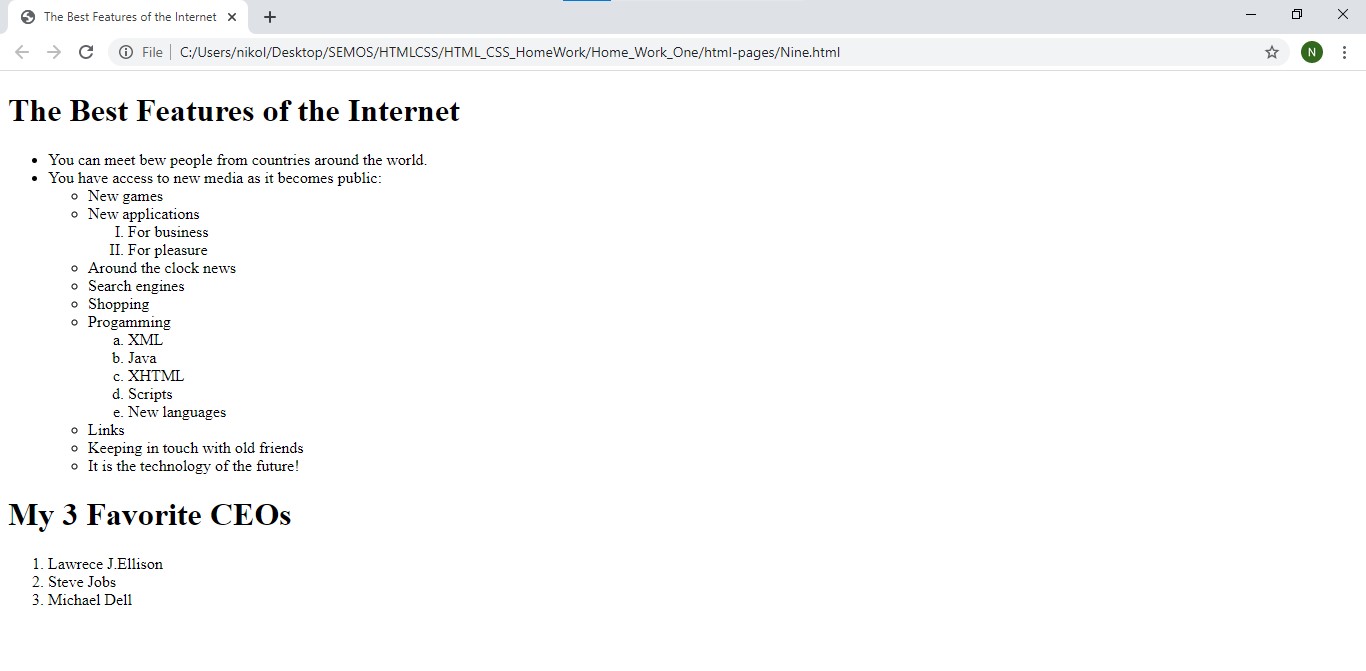 The Best Features of the Internet
File | C:/Users/nikol/Desktop/SEMOS/HTMLCSS/HTML_CSS_HomeWork/Home_Work_One/html-pages/Nine.html
N
The Best Features of the Internet
• You can meet bew people from countries around the world.
• You have access to new media as it becomes public:
◦ New games
◦ New applications
I. For business
II. For pleasure
◦ Around the clock news
◦ Search engines
◦ Shopping
◦ Progamming
a. XML
b. Java
c. XHTML
d. Scripts
e. New languages
◦ Links
◦ Keeping in touch with old friends
◦ It is the technology of the future!
My 3 Favorite CEOs
1. Lawrece J.Ellison
2. Steve Jobs
3. Michael Dell